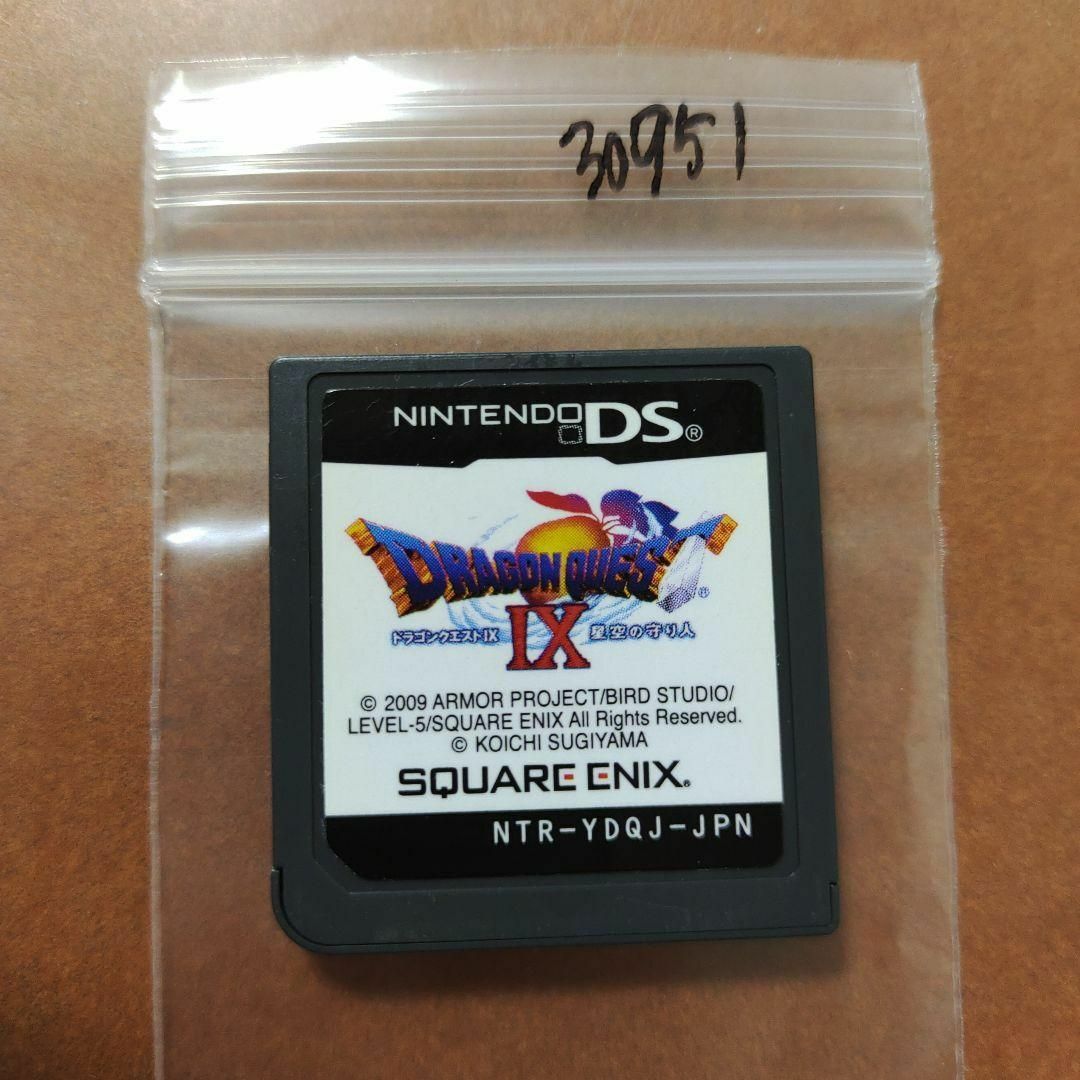 30951
NINTENDO DS®
DRAGON QUEST®
IX
ドラゴンクエストIX 星空の守り人
© 2009 ARMOR PROJECT/BIRD STUDIO/
LEVEL-5/SQUARE ENIX All Rights Reserved.
© KOICHI SUGIYAMA
SQUARE ENIX®
NTR-YDQJ-JPN